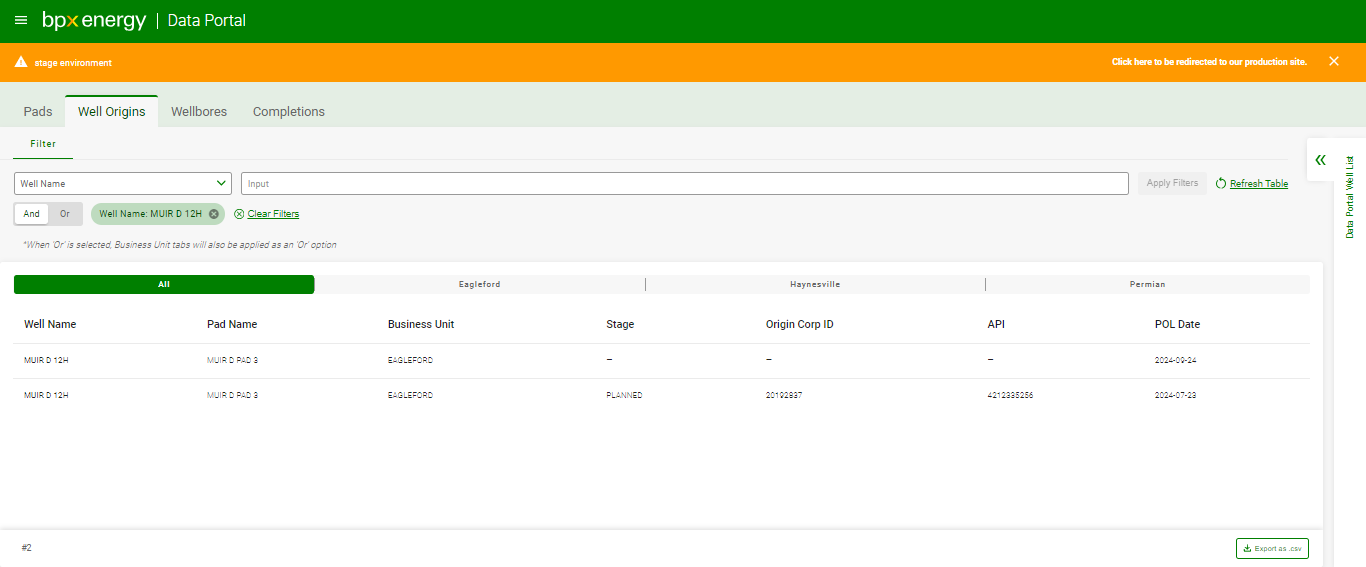 bpx energy | Data Portal
stage environment Click here to be redirected to our production site.
Pads Well Origins Wellbores Completions
Filter
Well Name Input Apply Filters Refresh Table
And Or Well Name: MUIR D 12H Clear Filters
*When 'Or' is selected, Business Unit tabs will also be applied as an 'Or' option
Data Portal Well List
All Eagleford Haynesville Permian
Well Name Pad Name Business Unit Stage Origin Corp ID API POL Date
MUIR D 12H MUIR D PAD 3 EAGLEFORD – – – 2024-09-24
MUIR D 12H MUIR D PAD 3 EAGLEFORD PLANNED 20192837 4212335256 2024-07-23
#2 Export as .csv